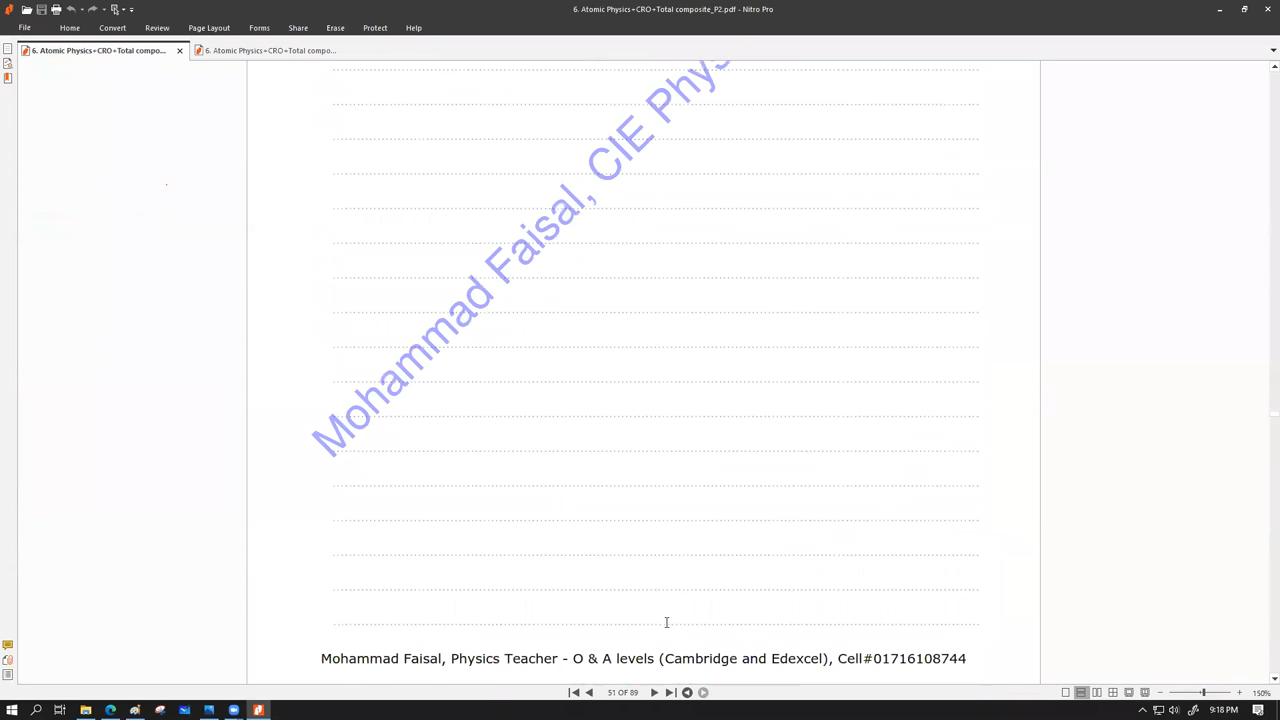 6. Atomic Physics+CRO+Total composite_P2.pdf - Nitro Pro
File Home Convert Review Page Layout Forms Share Erase Protect Help
6. Atomic Physics+CRO+Total compo... 6. Atomic Physics+CRO+Total compo...
Mohammad Faisal, CIE Phys
Mohammad Faisal, Physics Teacher - O & A levels (Cambridge and Edexcel), Cell#01716108744
51 OF 89
150%
9:18 PM